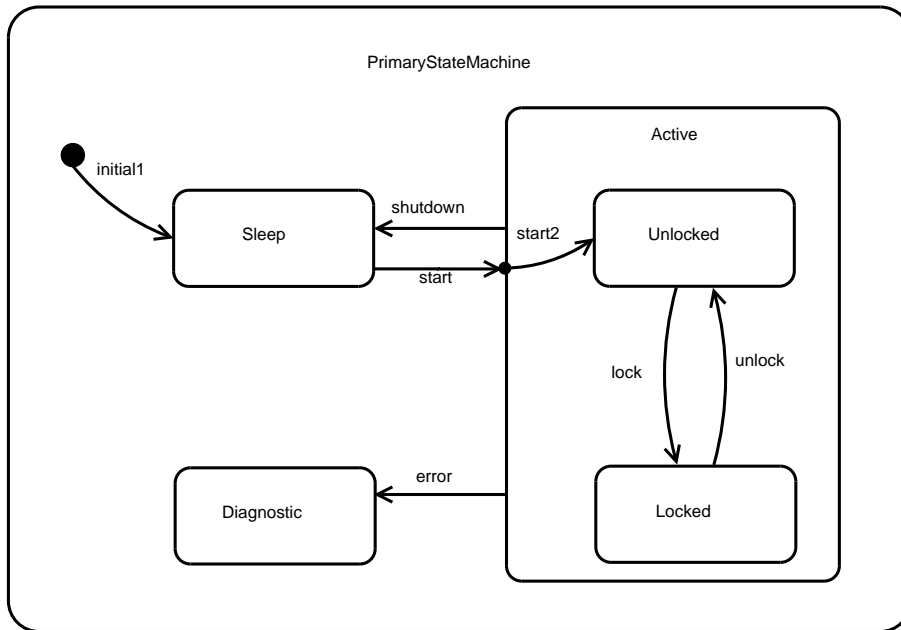 PrimaryStateMachine
Active
initial1
shutdown
Sleep
start2
Unlocked
start
lock
unlock
error
Diagnostic
Locked